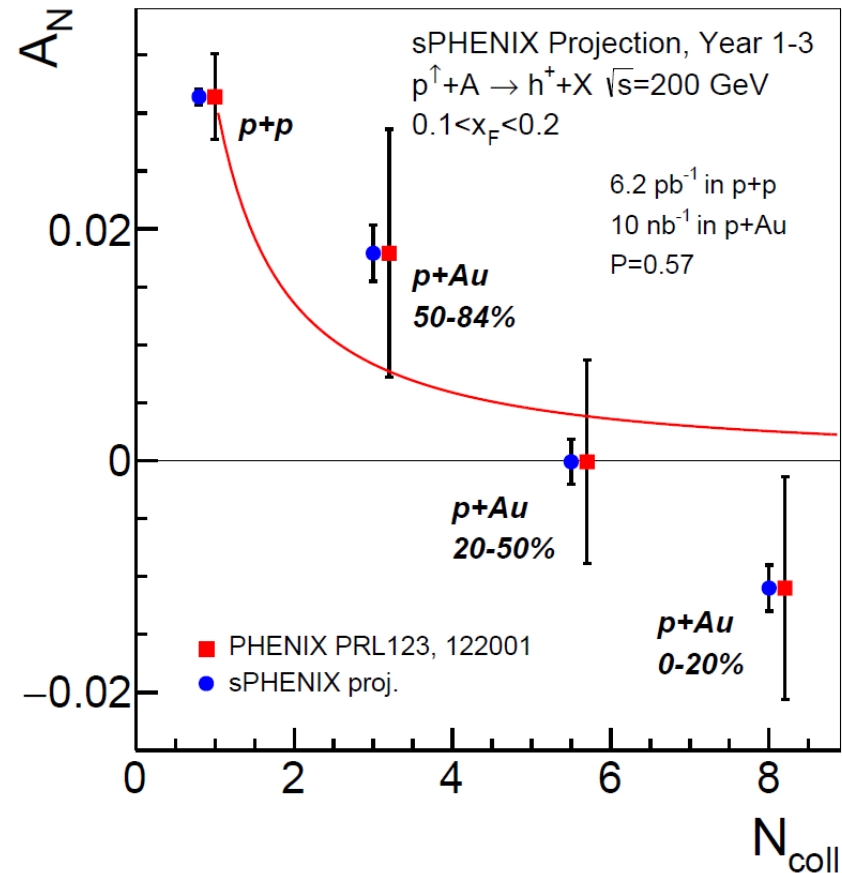 A_N
sPHENIX Projection, Year 1-3
p^↑+A → h^++X √s=200 GeV
0.1<x_F<0.2
p+p
6.2 pb^-1 in p+p
10 nb^-1 in p+Au
P=0.57
0.02
p+Au
50-84%
0
p+Au
20-50%
p+Au
0-20%
PHENIX PRL123, 122001
sPHENIX proj.
−0.02
0 2 4 6 8
N_coll